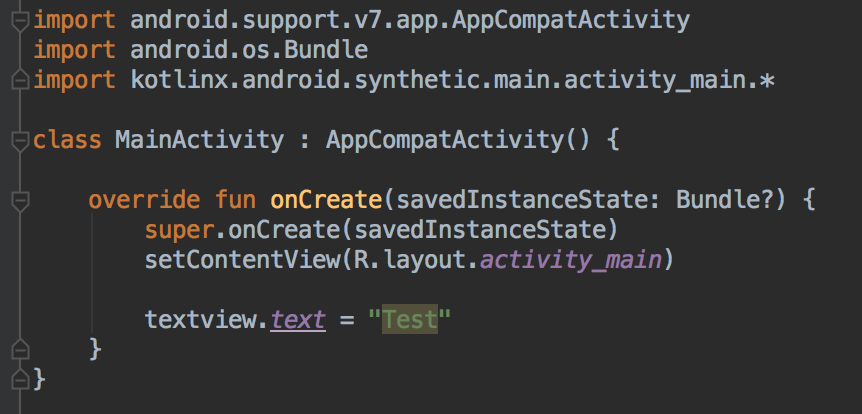 import android.support.v7.app.AppCompatActivity
import android.os.Bundle
import kotlinx.android.synthetic.main.activity_main.*
class MainActivity : AppCompatActivity() {
override fun onCreate(savedInstanceState: Bundle?) {
super.onCreate(savedInstanceState)
setContentView(R.layout.activity_main)
textview.text = "Test"
}
}